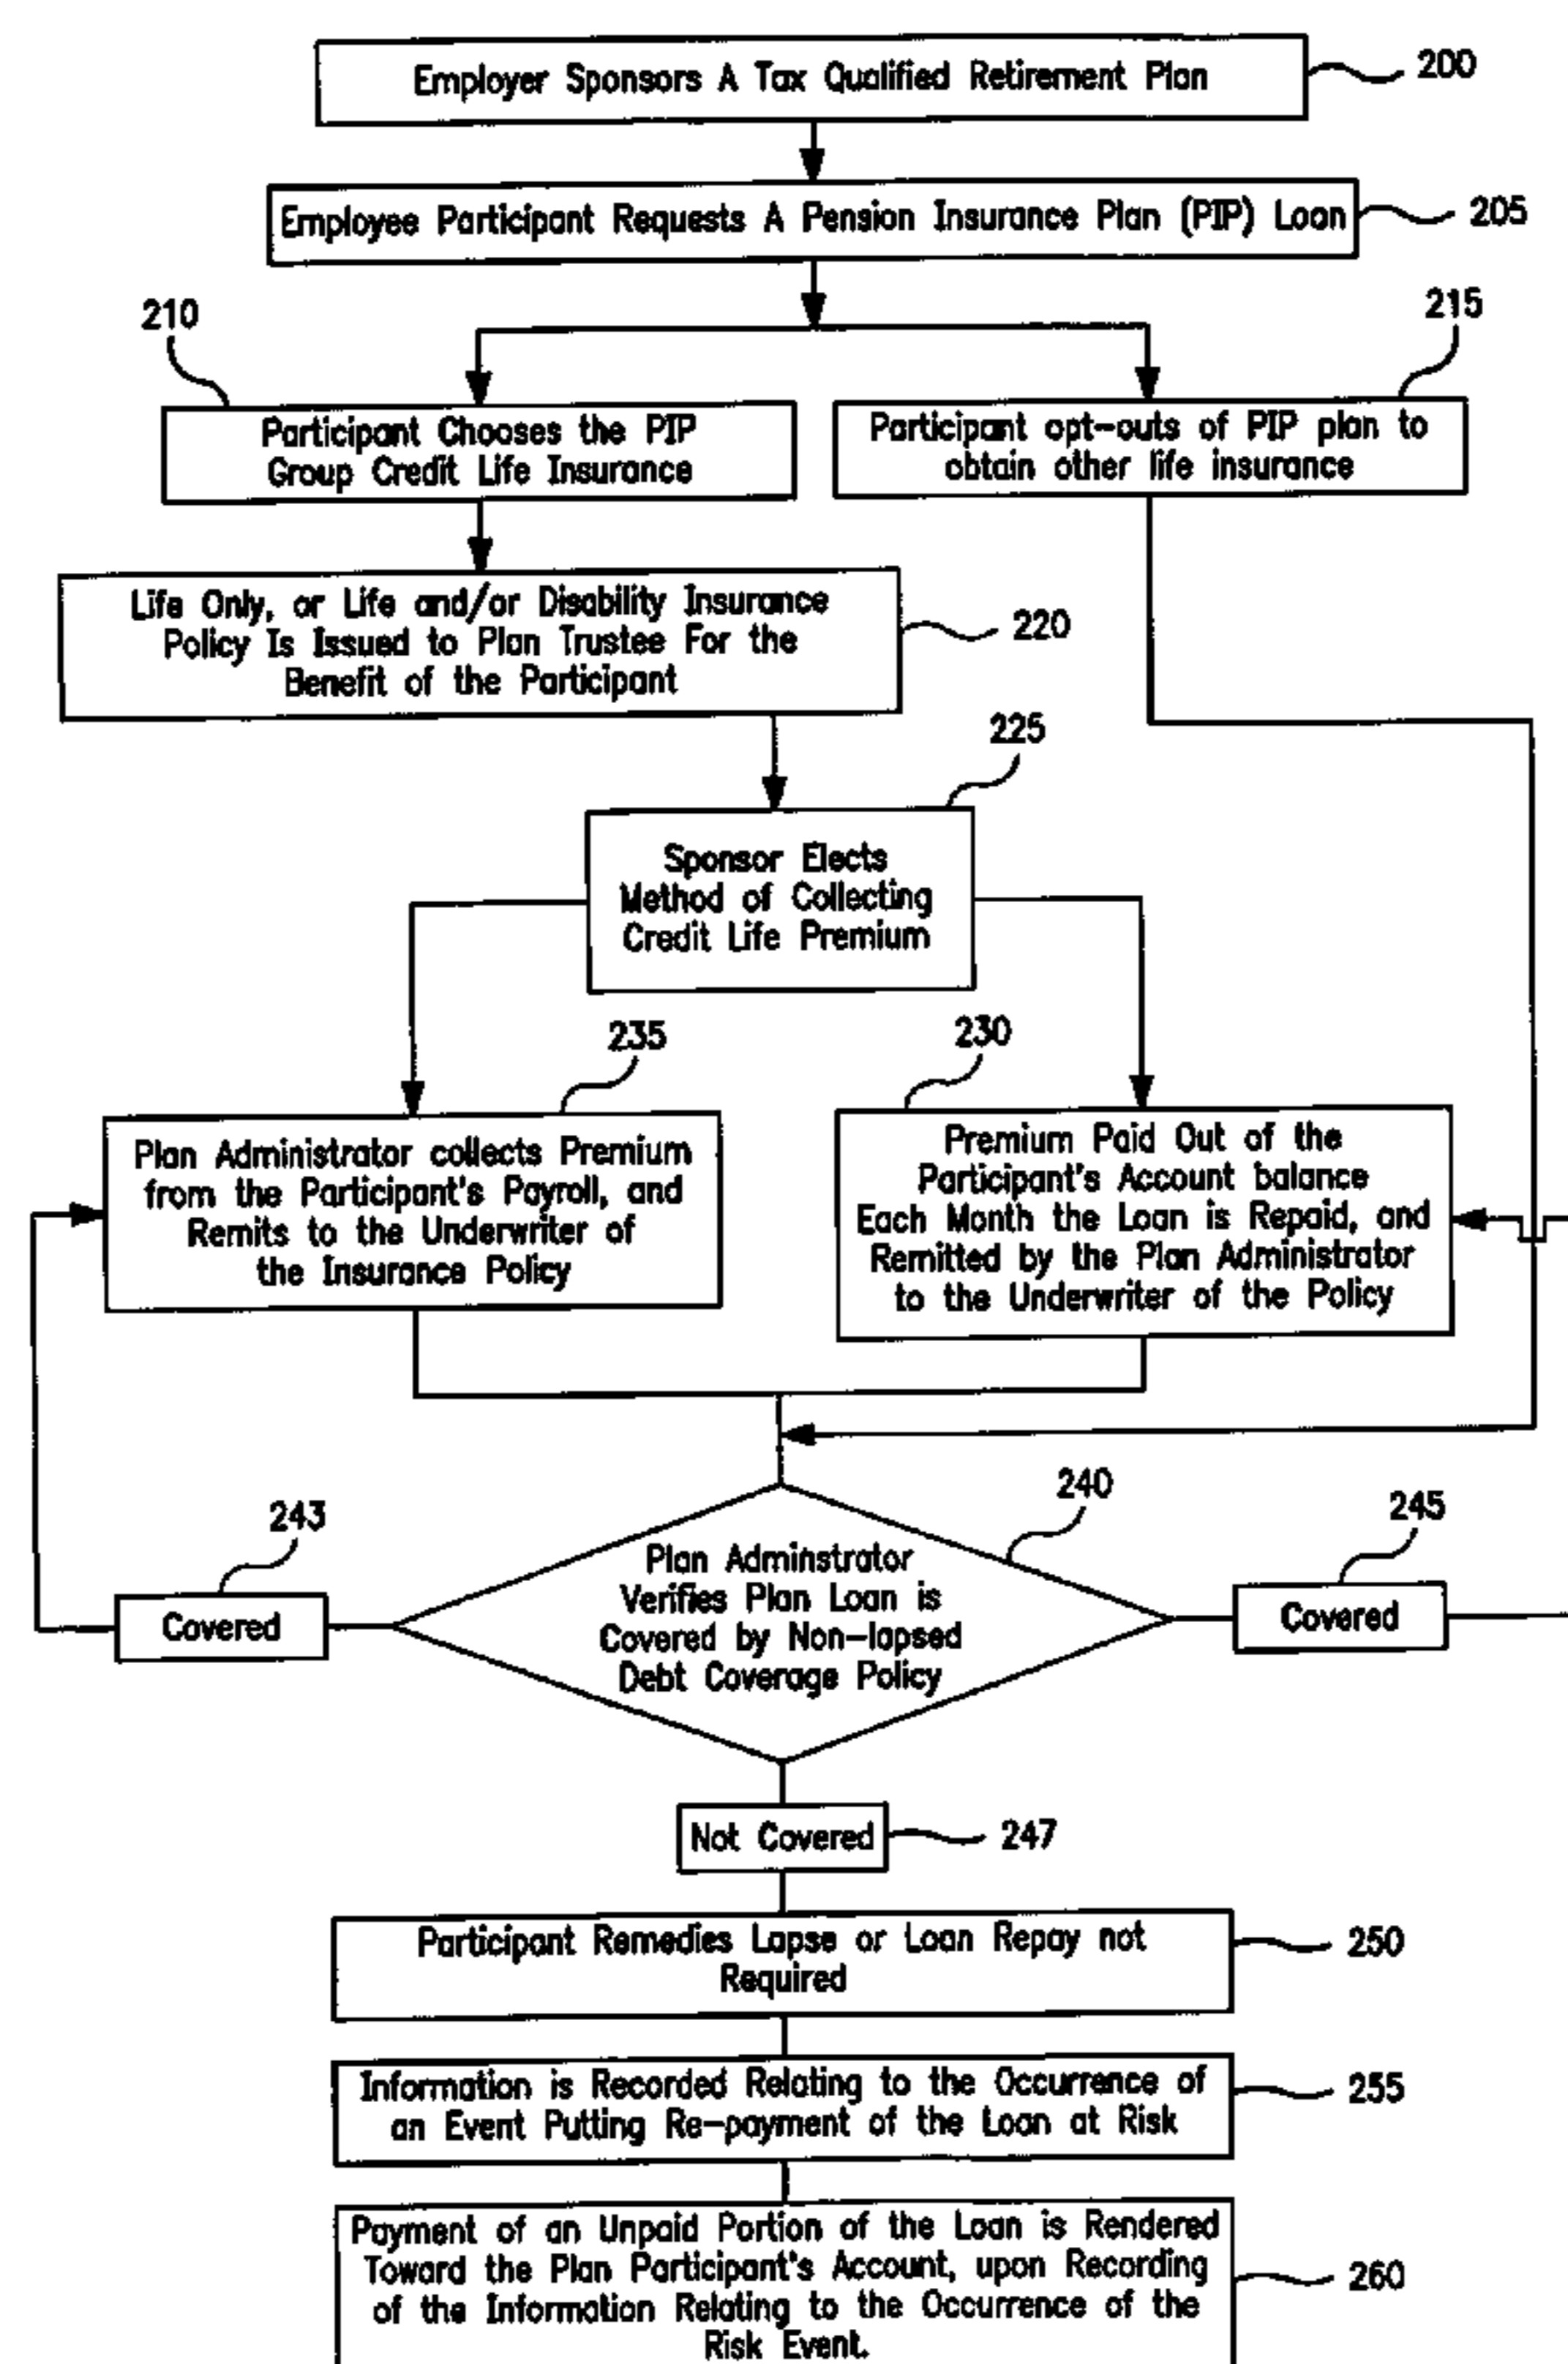 Employer Sponsors A Tax Qualified Retirement Plan
200
Employee Participant Requests A Pension Insurance Plan (PIP) Loan
205
210
215
Participant Chooses the PIP
Group Credit Life Insurance
Participant opt-outs of PIP plan to
obtain other life insurance
Life Only, or Life and/or Disability Insurance
Policy Is Issued to Plan Trustee For the
Benefit of the Participant
220
225
Sponsor Elects
Method of Collecting
Credit Life Premium
235
230
Plan Administrator collects Premium
from the Participant's Payroll, and
Remits to the Underwriter of
the Insurance Policy
Premium Paid Out of the
Participant's Account balance
Each Month the Loan is Repaid, and
Remitted by the Plan Administrator
to the Underwriter of the Policy
243
240
245
Covered
Plan Adminstrator
Verifies Plan Loan is
Covered by Non-lapsed
Debt Coverage Policy
Covered
Not Covered
247
Participant Remedies Lapse or Loan Repay not
Required
250
Information is Recorded Relating to the Occurrence of
an Event Putting Re-payment of the Loan at Risk
255
Payment of an Unpaid Portion of the Loan is Rendered
Toward the Plan Participant's Account, upon Recording
of the Information Relating to the Occurrence of the
Risk Event.
260